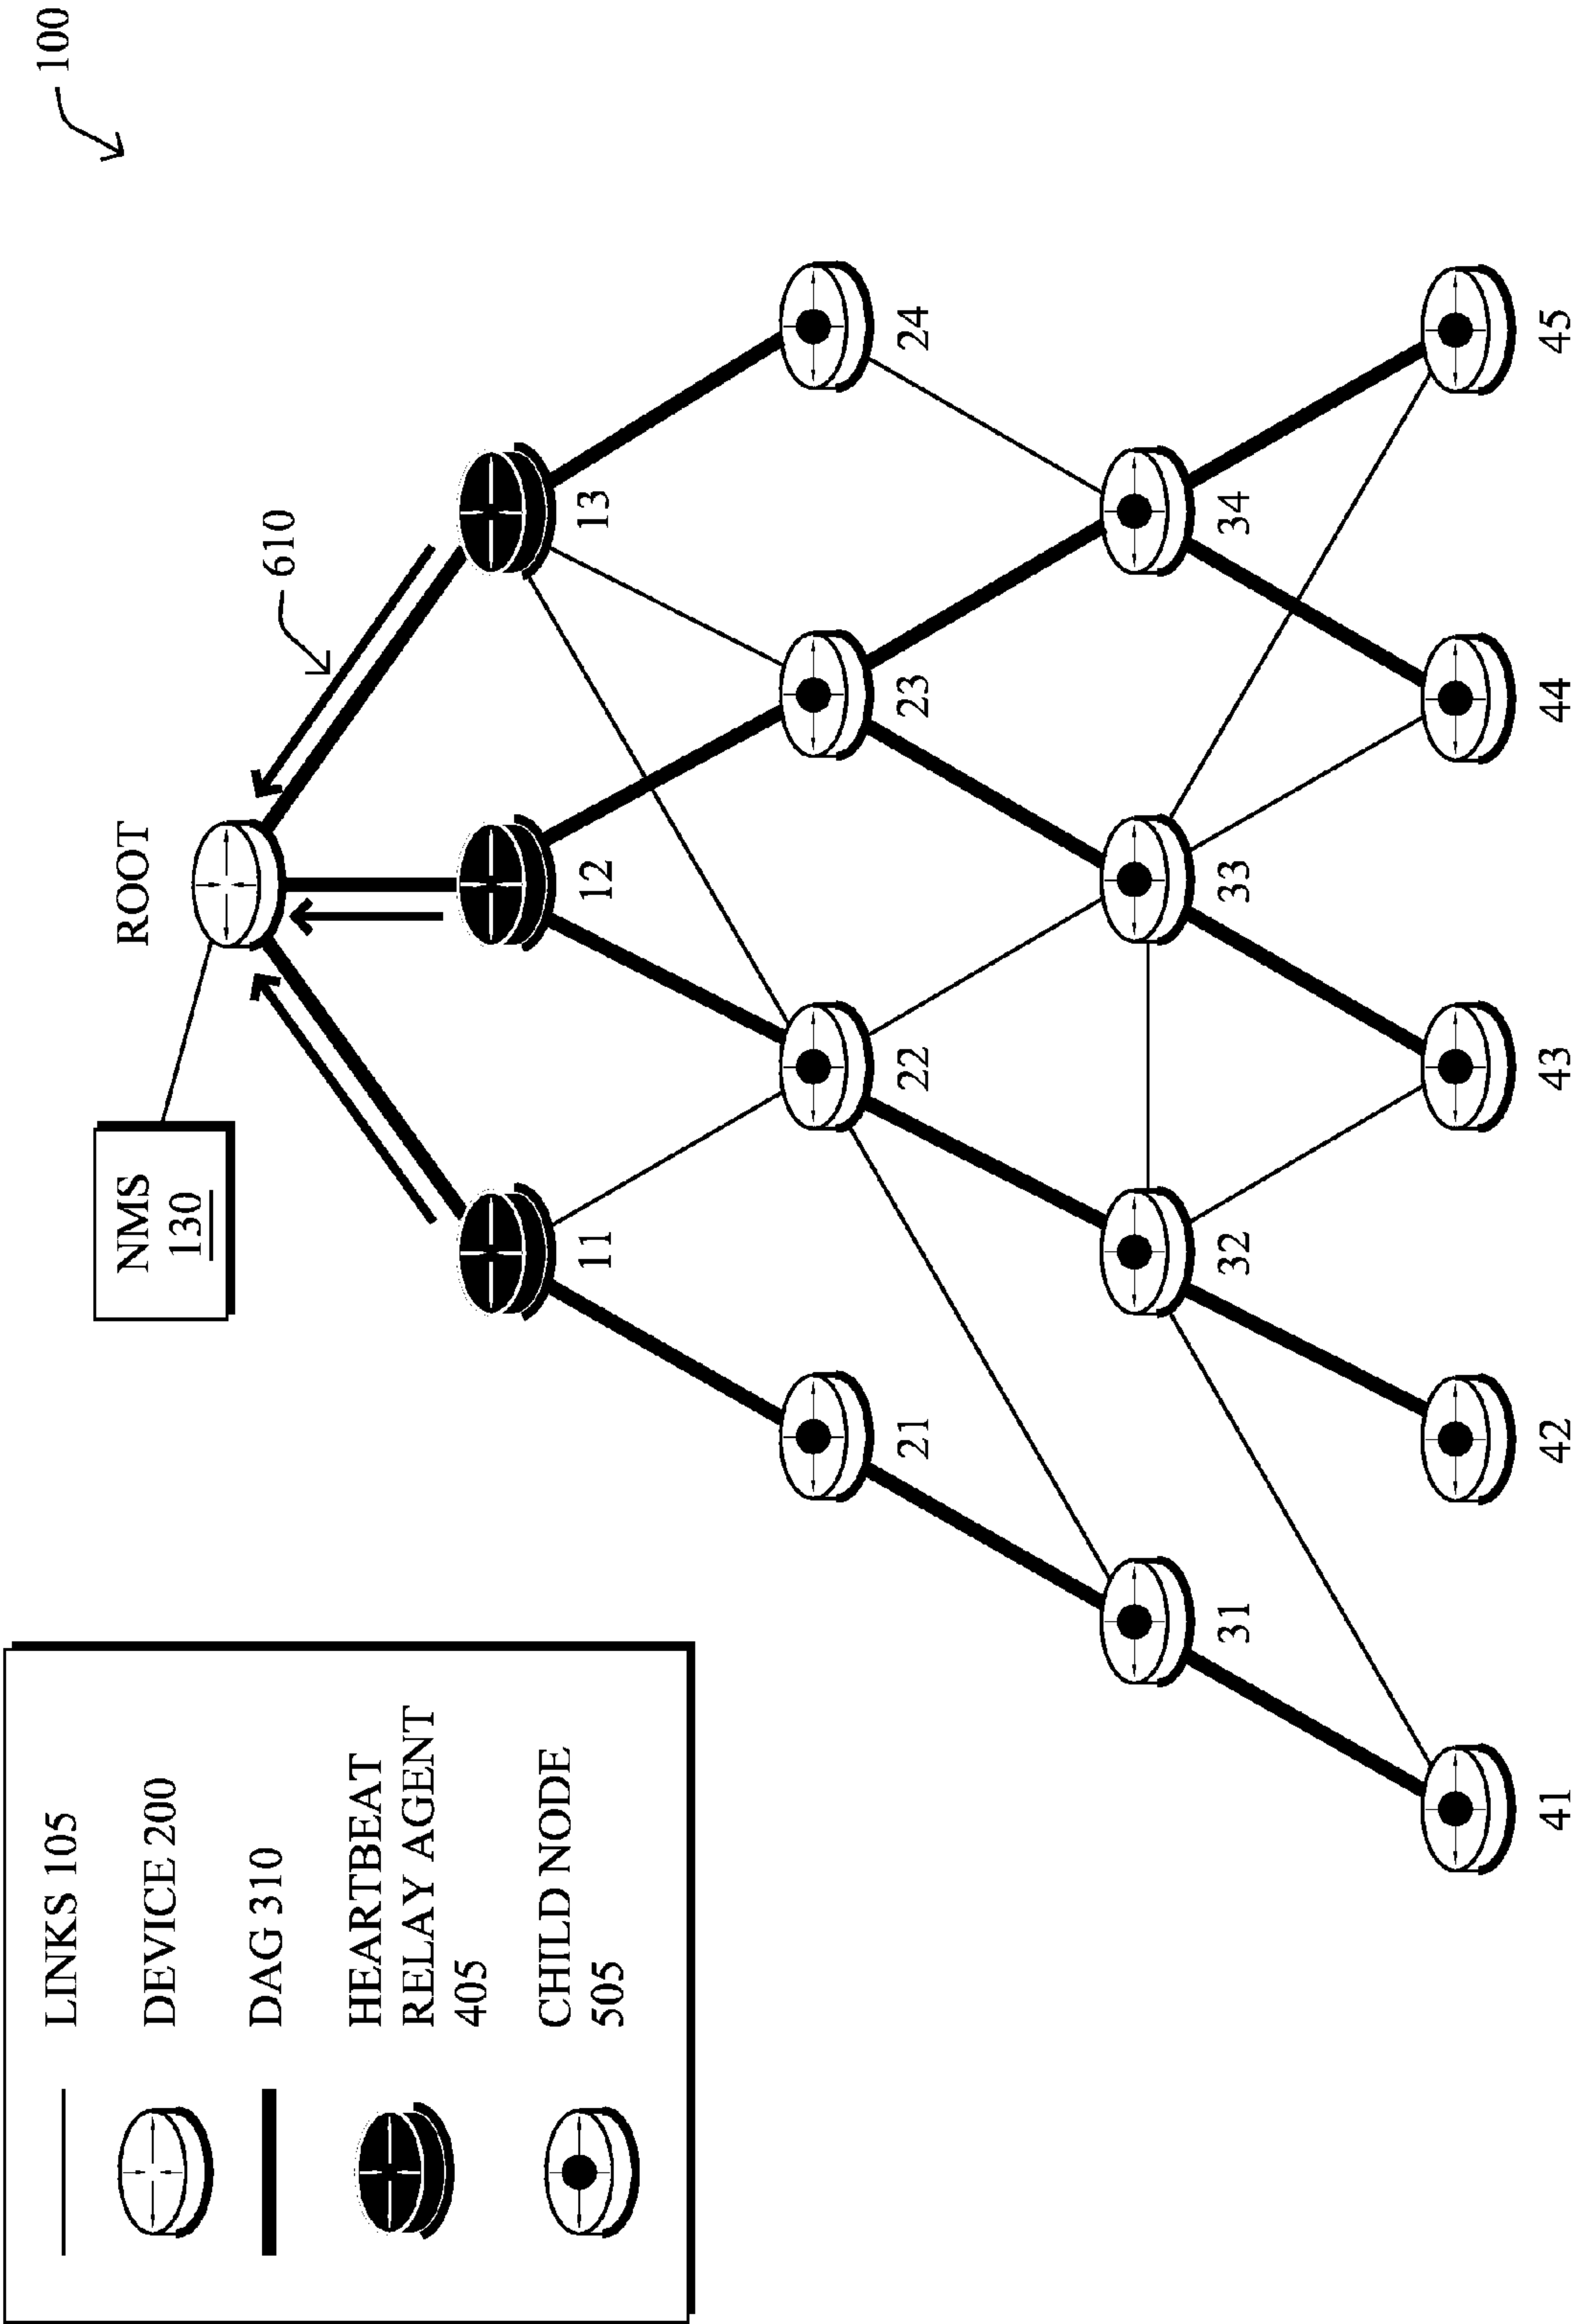 100
LINKS 105
DEVICE 200
DAG 310
HEARTBEAT
RELAY AGENT
405
CHILD NODE
505
NMS
130
ROOT
610
11
12
13
21
22
23
24
31
32
33
34
41
42
43
44
45